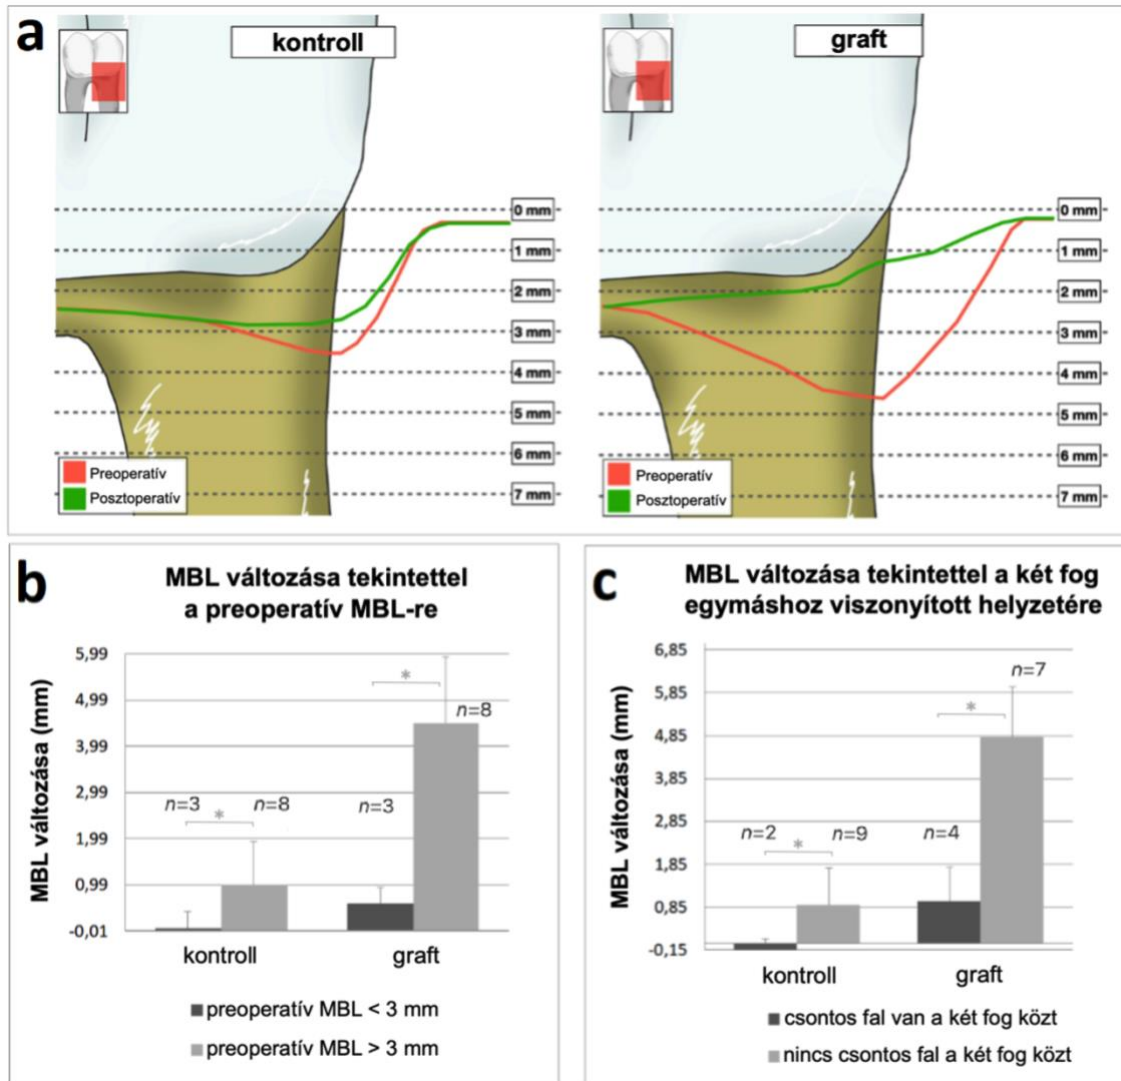 a
kontroll
0 mm
1 mm
2 mm
3 mm
4 mm
5 mm
6 mm
7 mm
Preoperatív
Posztoperatív
graft
0 mm
1 mm
2 mm
3 mm
4 mm
5 mm
6 mm
7 mm
Preoperatív
Posztoperatív
b
MBL változása tekintettel
a preoperatív MBL-re
MBL változása (mm)
5,99
4,99
3,99
2,99
1,99
0,99
-0,01
n=3
*
n=8
n=3
*
n=8
kontroll
graft
preoperatív MBL < 3 mm
preoperatív MBL > 3 mm
c
MBL változása tekintettel a két fog
egymáshoz viszonyított helyzetére
MBL változása (mm)
6,85
5,85
4,85
3,85
2,85
1,85
0,85
-0,15
n=2
*
n=9
n=4
*
n=7
kontroll
graft
csontos fal van a két fog közt
nincs csontos fal a két fog közt